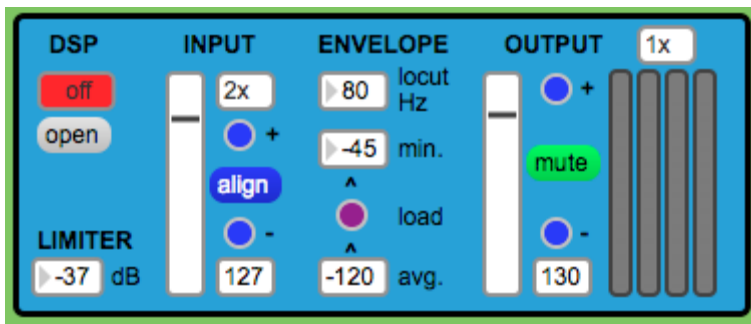 DSP INPUT ENVELOPE OUTPUT 1x
off 2x 80 locut Hz +
open + -45 min. mute
align ^
load
LIMITER - ^ -
-37 dB 127 -120 avg. 130